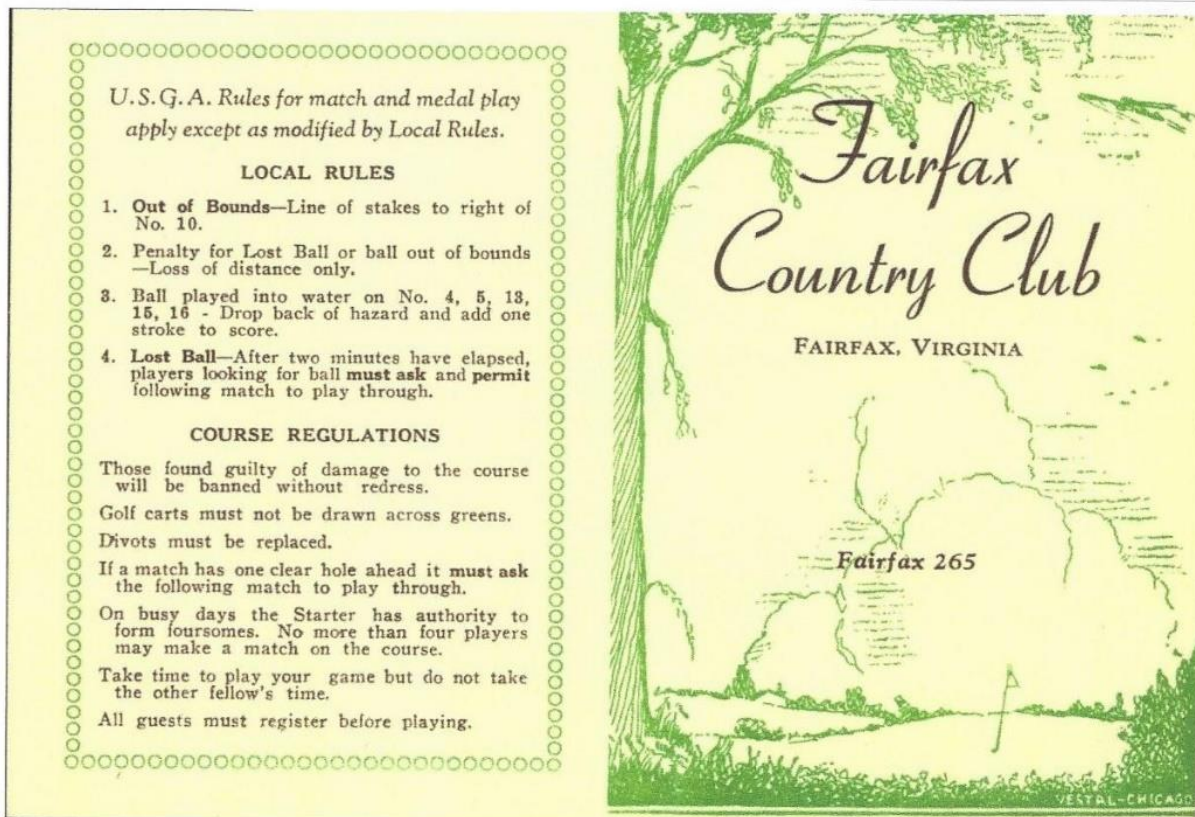 U.S.G.A. Rules for match and medal play
apply except as modified by Local Rules.
LOCAL RULES
1. Out of Bounds—Line of stakes to right of
No. 10.
2. Penalty for Lost Ball or ball out of bounds
—Loss of distance only.
3. Ball played into water on No. 4, 5, 13,
15, 16 - Drop back of hazard and add one
stroke to score.
4. Lost Ball—After two minutes have elapsed,
players looking for ball must ask and permit
following match to play through.
COURSE REGULATIONS
Those found guilty of damage to the course
will be banned without redress.
Golf carts must not be drawn across greens.
Divots must be replaced.
If a match has one clear hole ahead it must ask
the following match to play through.
On busy days the Starter has authority to
form foursomes. No more than four players
may make a match on the course.
Take time to play your game but do not take
the other fellow's time.
All guests must register before playing.
Fairfax
Country Club
FAIRFAX, VIRGINIA
Fairfax 265
VESTAL-CHICAGO